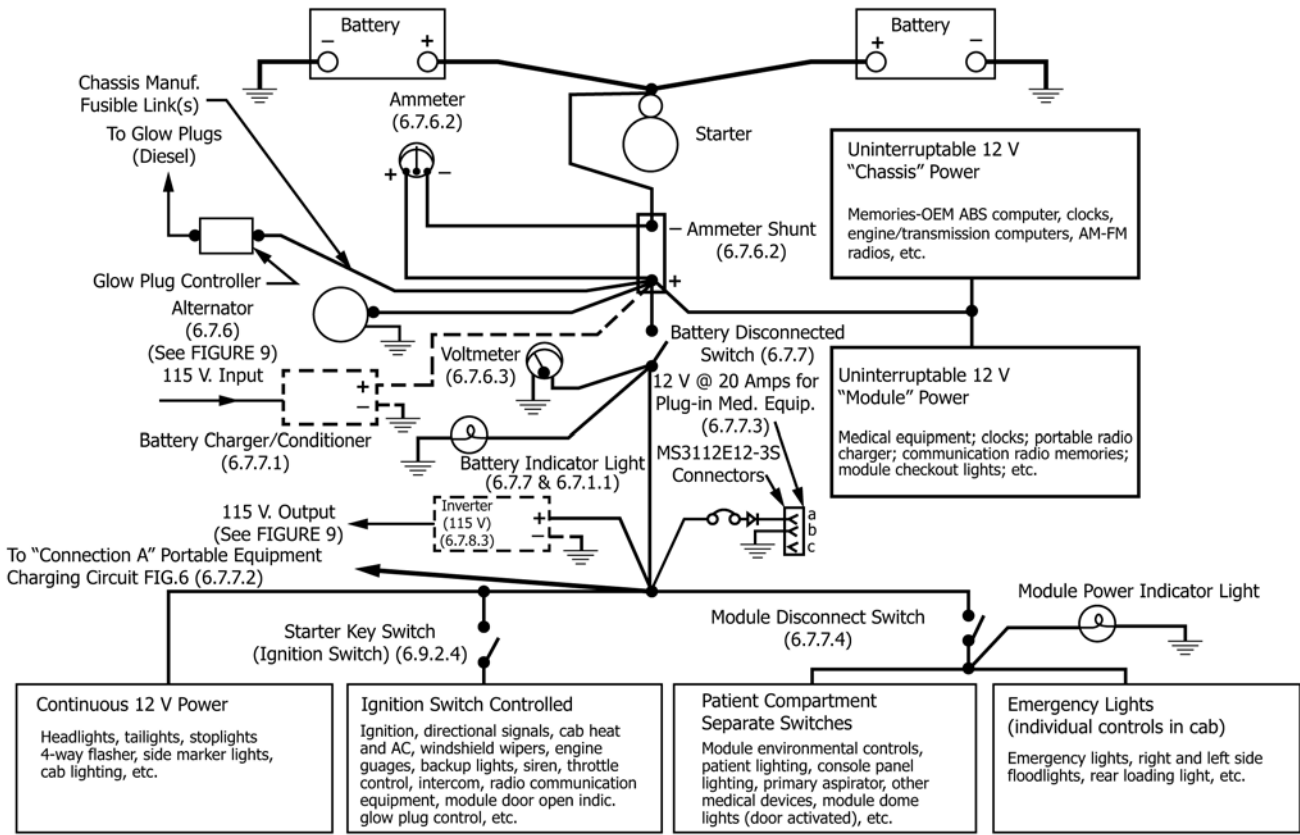 Battery
− +
Battery
+ −
Chassis Manuf.
Fusible Link(s)
To Glow Plugs
(Diesel)
Ammeter
(6.7.6.2)
+ −
Starter
Uninterruptable 12 V
“Chassis” Power
Memories-OEM ABS computer, clocks,
engine/transmission computers, AM-FM
radios, etc.
− Ammeter Shunt
(6.7.6.2)
+
Glow Plug Controller
Alternator
(6.7.6)
(See FIGURE 9)
115 V. Input
+
−
Battery Charger/Conditioner
(6.7.7.1)
Voltmeter
(6.7.6.3)
Battery Disconnected
Switch (6.7.7)
12 V @ 20 Amps for
Plug-in Med. Equip.
(6.7.7.3)
MS3112E12-3S
Connectors
a
b
c
Uninterruptable 12 V
“Module” Power
Medical equipment; clocks; portable radio
charger; communication radio memories;
module checkout lights; etc.
Battery Indicator Light
(6.7.7 & 6.7.1.1)
115 V. Output
(See FIGURE 9)
Inverter
(115 V)
(6.7.8.3)
+
−
To “Connection A” Portable Equipment
Charging Circuit FIG.6 (6.7.7.2)
Starter Key Switch
(Ignition Switch) (6.9.2.4)
Module Disconnect Switch
(6.7.7.4)
Module Power Indicator Light
Continuous 12 V Power
Headlights, tailights, stoplights
4-way flasher, side marker lights,
cab lighting, etc.
Ignition Switch Controlled
Ignition, directional signals, cab heat
and AC, windshield wipers, engine
guages, backup lights, siren, throttle
control, intercom, radio communication
equipment, module door open indic.
glow plug control, etc.
Patient Compartment
Separate Switches
Module environmental controls,
patient lighting, console panel
lighting, primary aspirator, other
medical devices, module dome
lights (door activated), etc.
Emergency Lights
(individual controls in cab)
Emergency lights, right and left side
floodlights, rear loading light, etc.